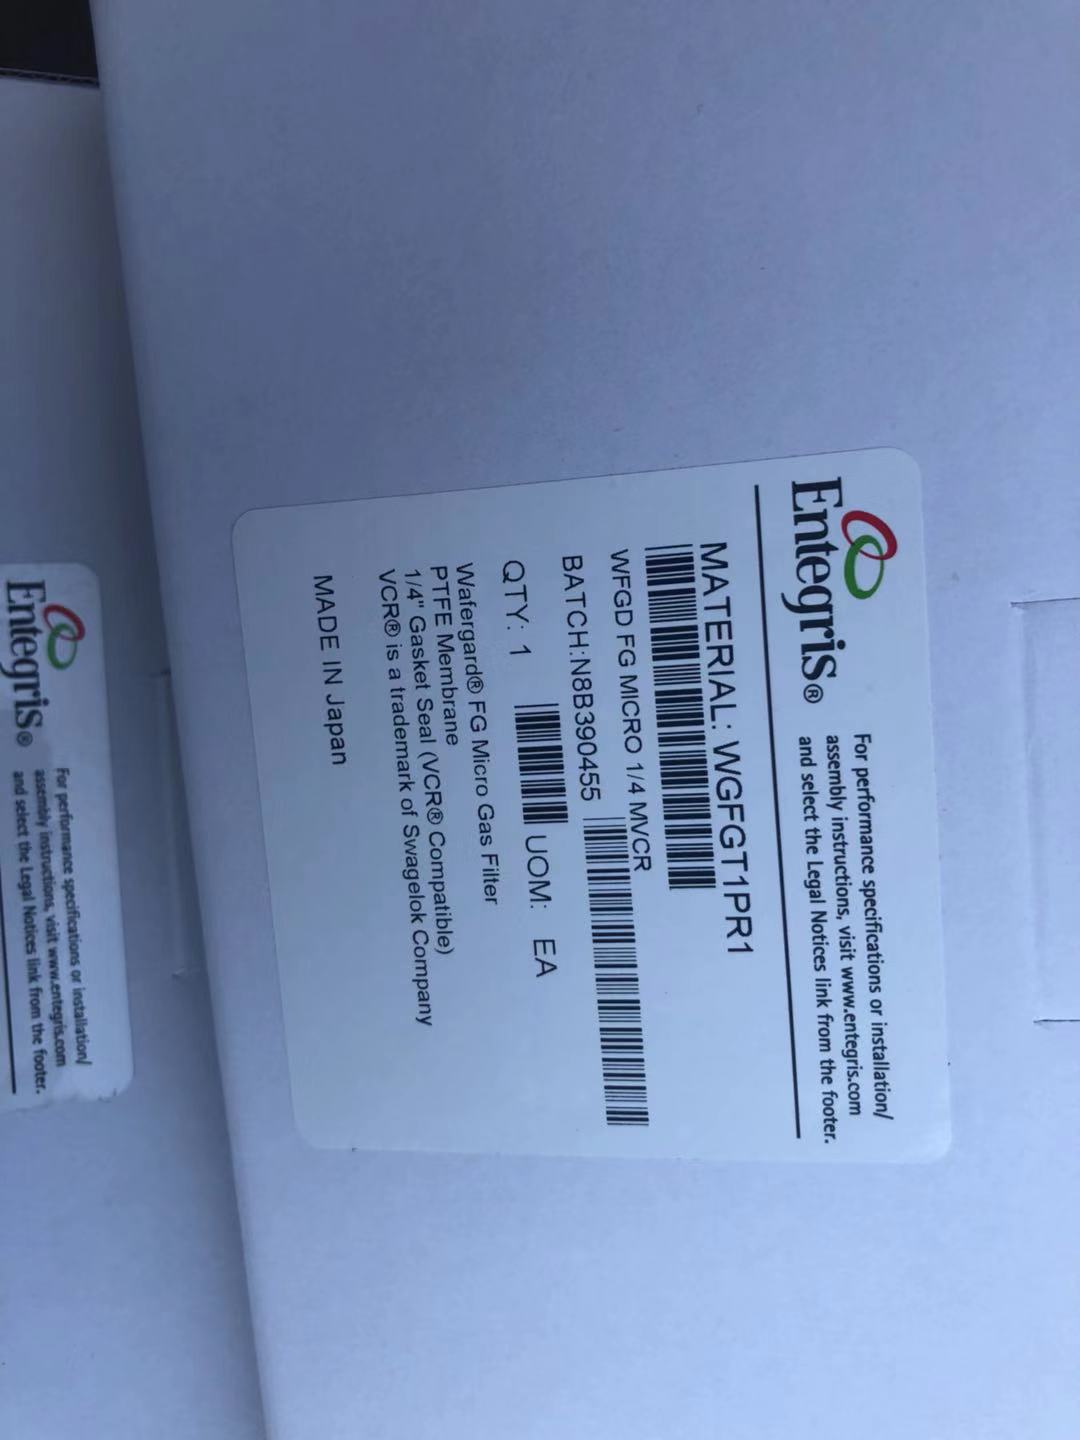 Entegris®
For performance specifications or installation/
assembly instructions, visit www.entegris.com
and select the Legal Notices link from the footer.
MATERIAL: WGFGT1PR1
WFGD FG MICRO 1/4 MVCR
BATCH:N8B390455
QTY: 1 UOM: EA
Wafergard® FG Micro Gas Filter
PTFE Membrane
1/4" Gasket Seal (VCR® Compatible)
VCR® is a trademark of Swagelok Company
MADE IN Japan
Entegris®
For performance specifications or installation/
assembly instructions, visit www.entegris.com
and select the Legal Notices link from the footer.